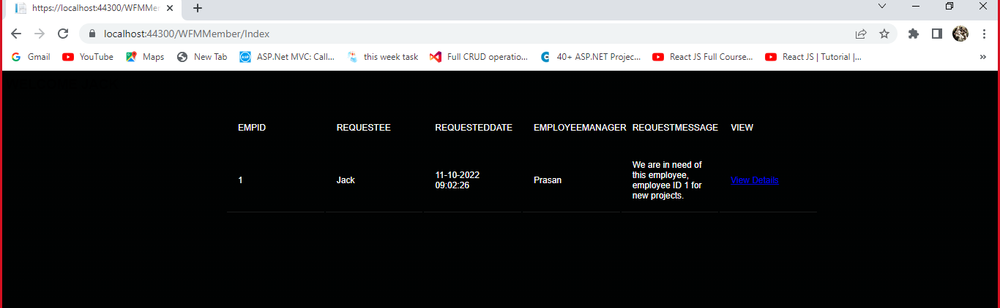 https://localhost:44300/WFMMe
localhost:44300/WFMMember/Index
Gmail YouTube Maps New Tab ASP.Net MVC: Call... this week task Full CRUD operatio... 40+ ASP.NET Projec... React JS Full Course... React JS | Tutorial |...
EMPID REQUESTEE REQUESTEDDATE EMPLOYEEMANAGER REQUESTMESSAGE VIEW
1 Jack 11-10-2022 Prasan We are in need of View Details
09:02:26 this employee,
employee ID 1 for
new projects.